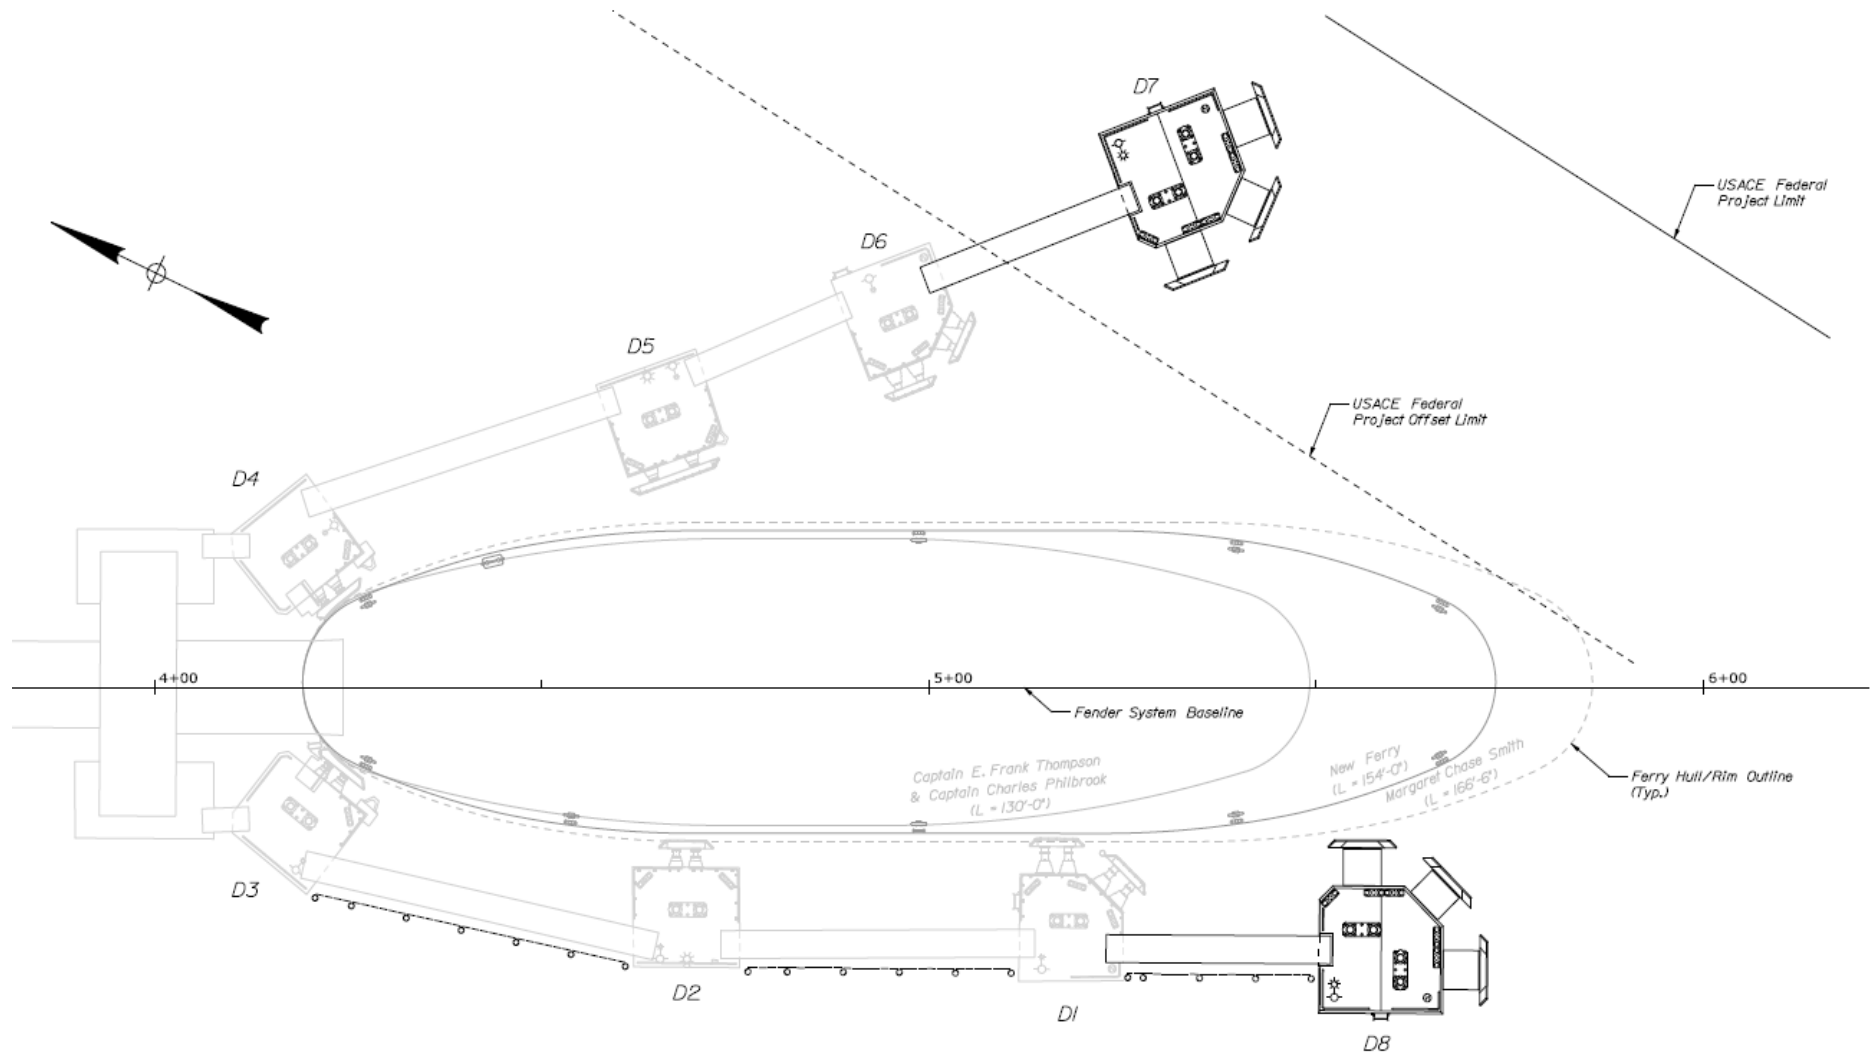 D7
USACE Federal
Project Limit
D6
D5
USACE Federal
Project Offset Limit
D4
4+00
5+00
6+00
Fender System Baseline
Captain E. Frank Thompson
& Captain Charles Philbrook
(L = 130'-0")
New Ferry
(L = 154'-0")
Margaret Chase Smith
(L = 166'-6")
Ferry Hull/Rim Outline
(Typ.)
D3
D2
D1
D8